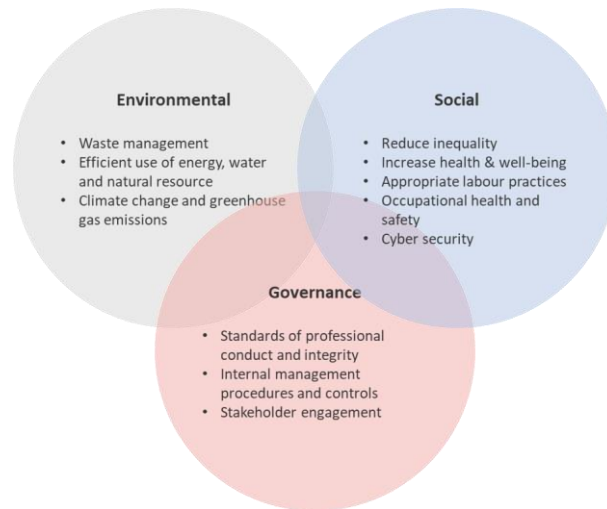 Environmental
• Waste management
• Efficient use of energy, water
and natural resource
• Climate change and greenhouse
gas emissions
Social
• Reduce inequality
• Increase health & well-being
• Appropriate labour practices
• Occupational health and
safety
• Cyber security
Governance
• Standards of professional
conduct and integrity
• Internal management
procedures and controls
• Stakeholder engagement